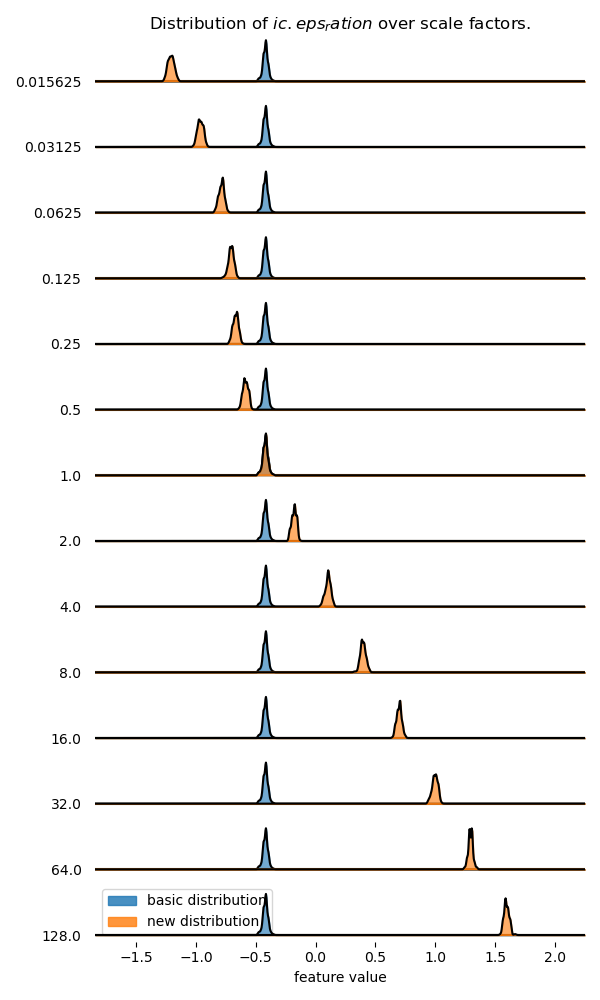 Distribution of ic.eps_ration over scale factors.
0.015625
0.03125
0.0625
0.125
0.25
0.5
1.0
2.0
4.0
8.0
16.0
32.0
64.0
basic distribution
new distribution
128.0
−1.5 −1.0 −0.5 0.0 0.5 1.0 1.5 2.0
feature value